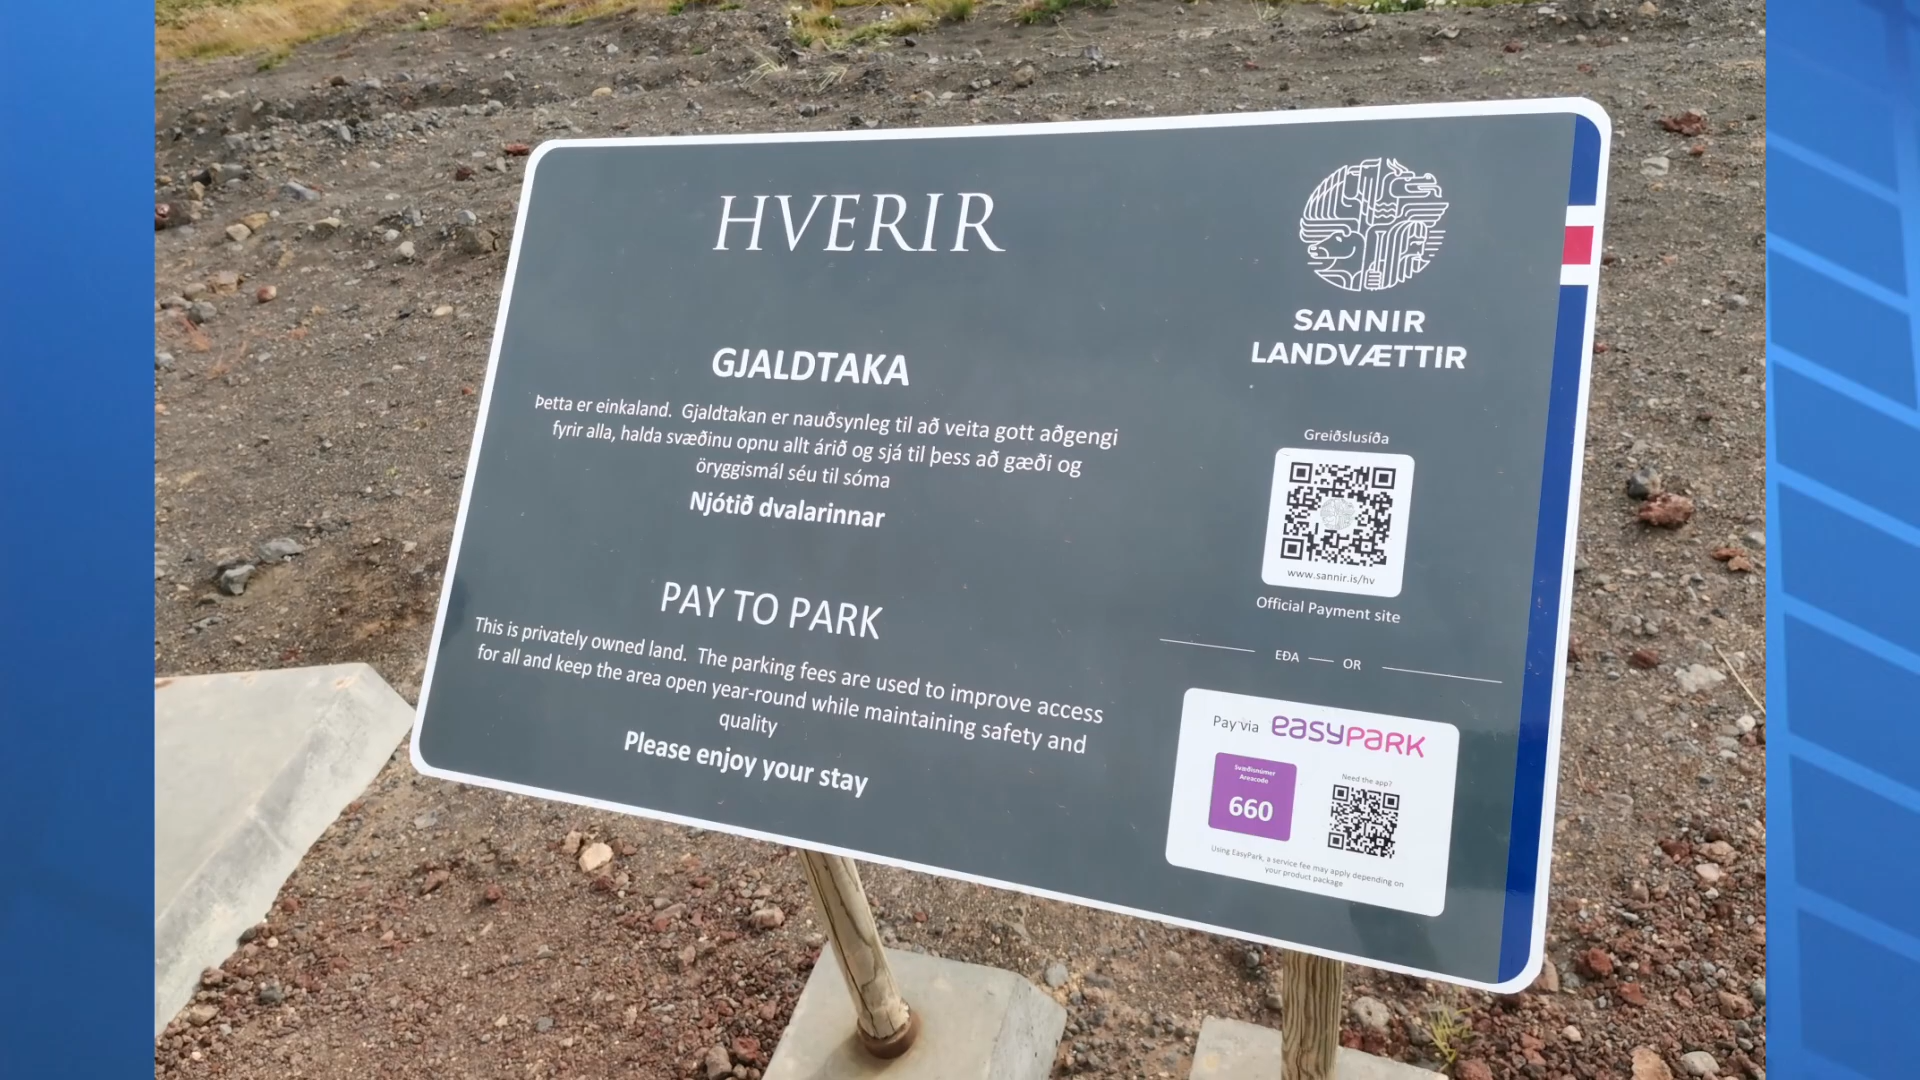 HVERIR
GJALDTAKA
Þetta er einkaland. Gjaldtakan er nauðsynleg til að veita gott aðgengi
fyrir alla, halda svæðinu opnu allt árið og sjá til þess að gæði og
öryggismál séu til sóma
Njótið dvalarinnar
PAY TO PARK
This is privately owned land. The parking fees are used to improve access
for all and keep the area open year-round while maintaining safety and
quality
Please enjoy your stay
SANNIR
LANDVÆTTIR
Greiðslusíða
www.sannir.is/hv
Official Payment site
EÐA — OR
Pay via easypark
Svæðisnúmer
Areacode
660
Need the app?
Using EasyPark, a service fee may apply depending on
your product package